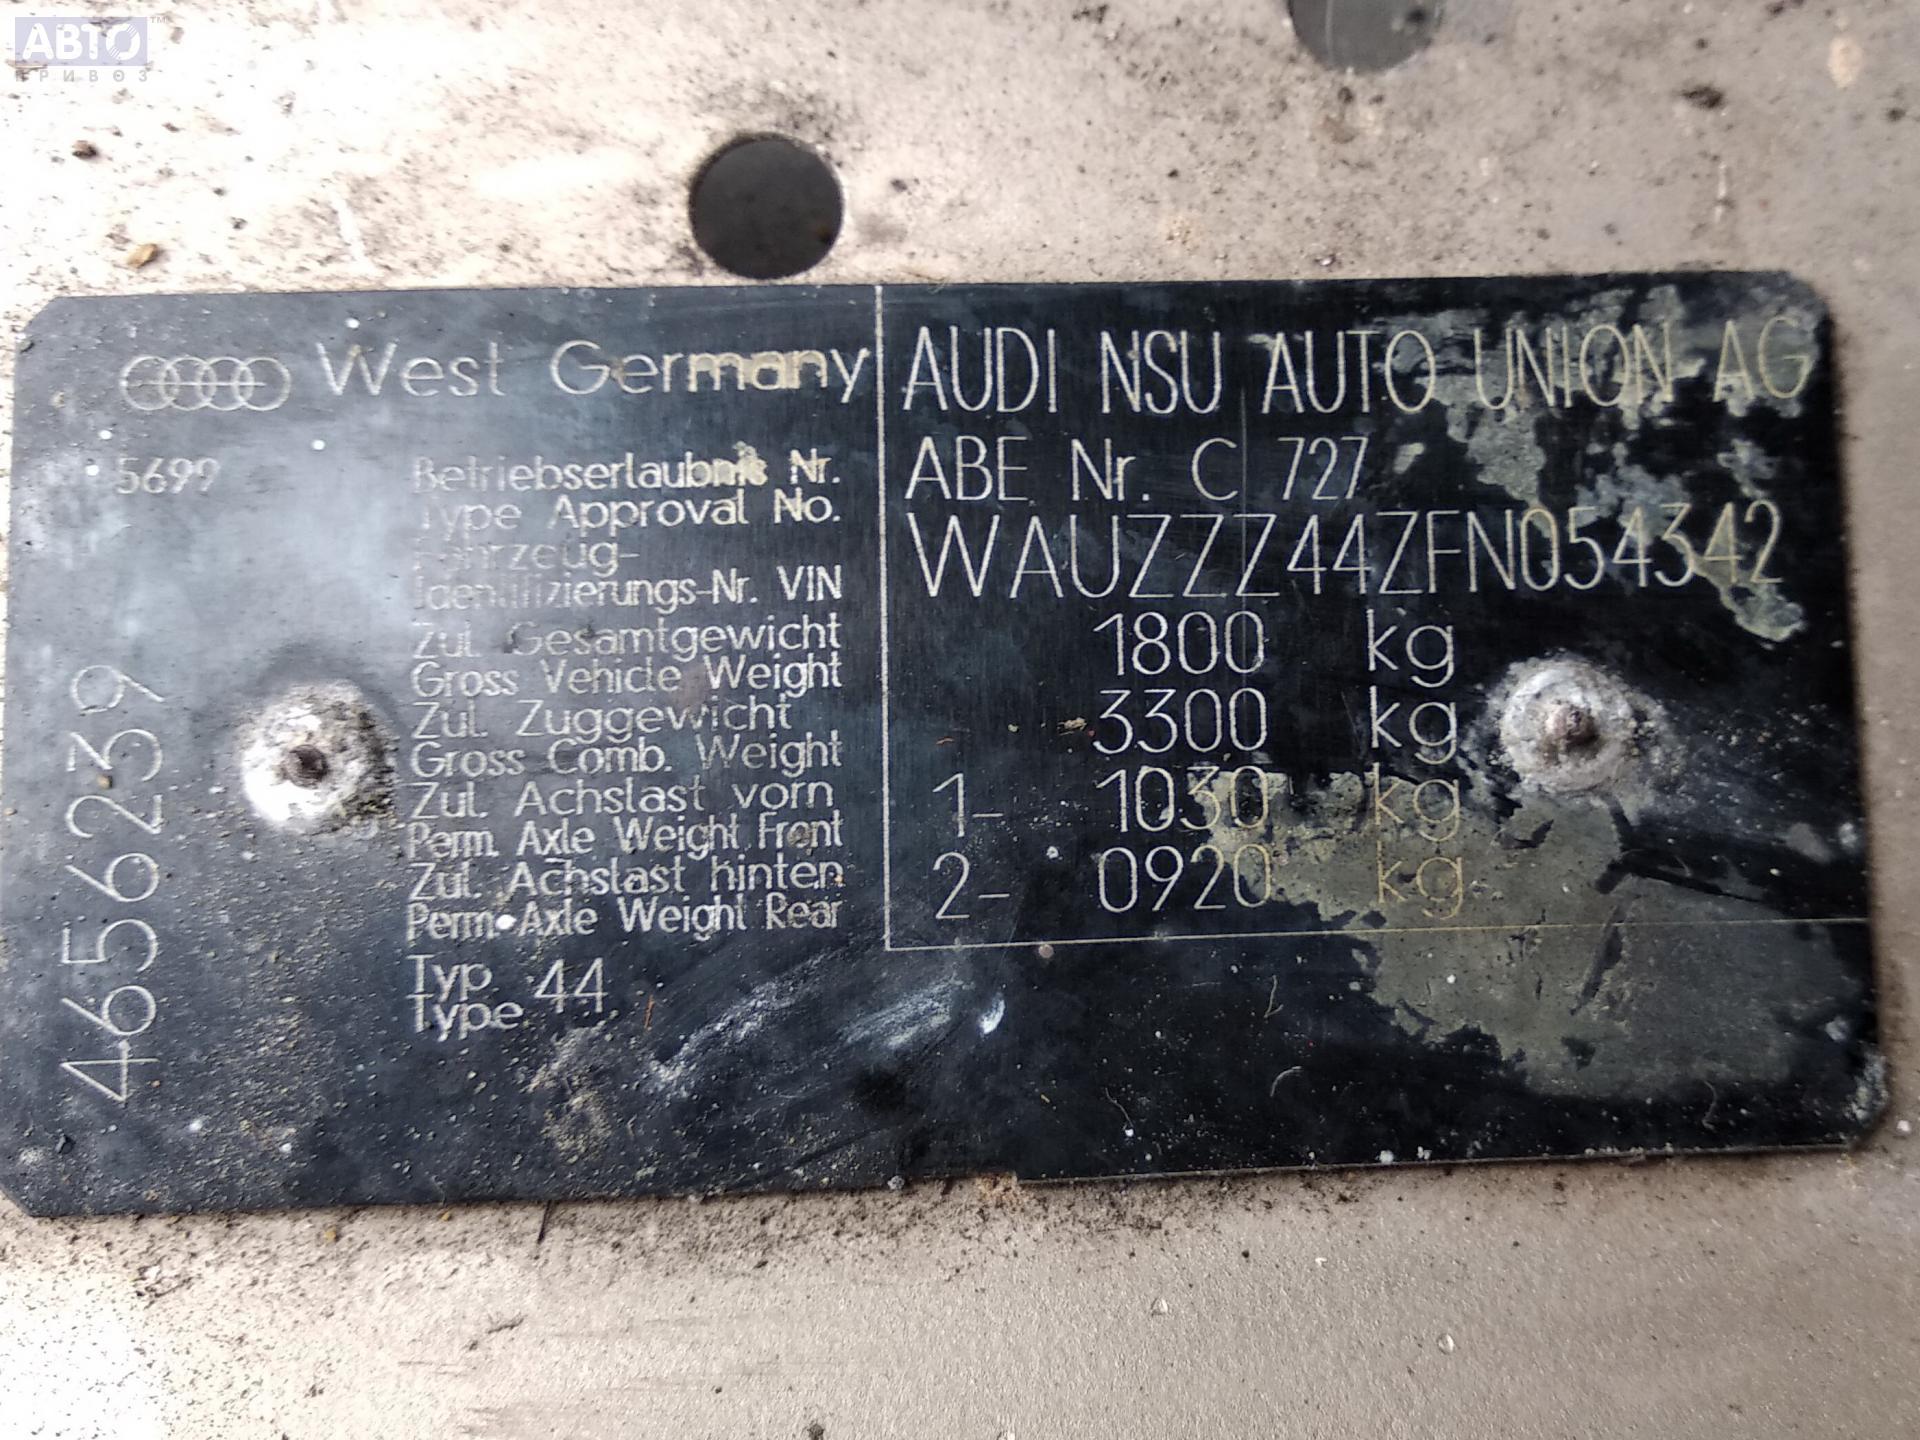 АВТО™
ПРИВОЗ
West Germany
5699
Betriebserlaubnis Nr.
Type Approval No.
Fahrzeug-
Identifizierungs-Nr. VIN
Zul. Gesamtgewicht
Gross Vehicle Weight
Zul. Zuggewicht
Gross Comb. Weight
Zul. Achslast vorn
Perm. Axle Weight Front
Zul. Achslast hinten
Perm. Axle Weight Rear
Typ
Type 44
4656239
AUDI NSU AUTO UNION AG
ABE Nr. C 727
WAUZZZ44ZFN054342
1800 kg
3300 kg
1- 1030 kg
2- 0920 kg